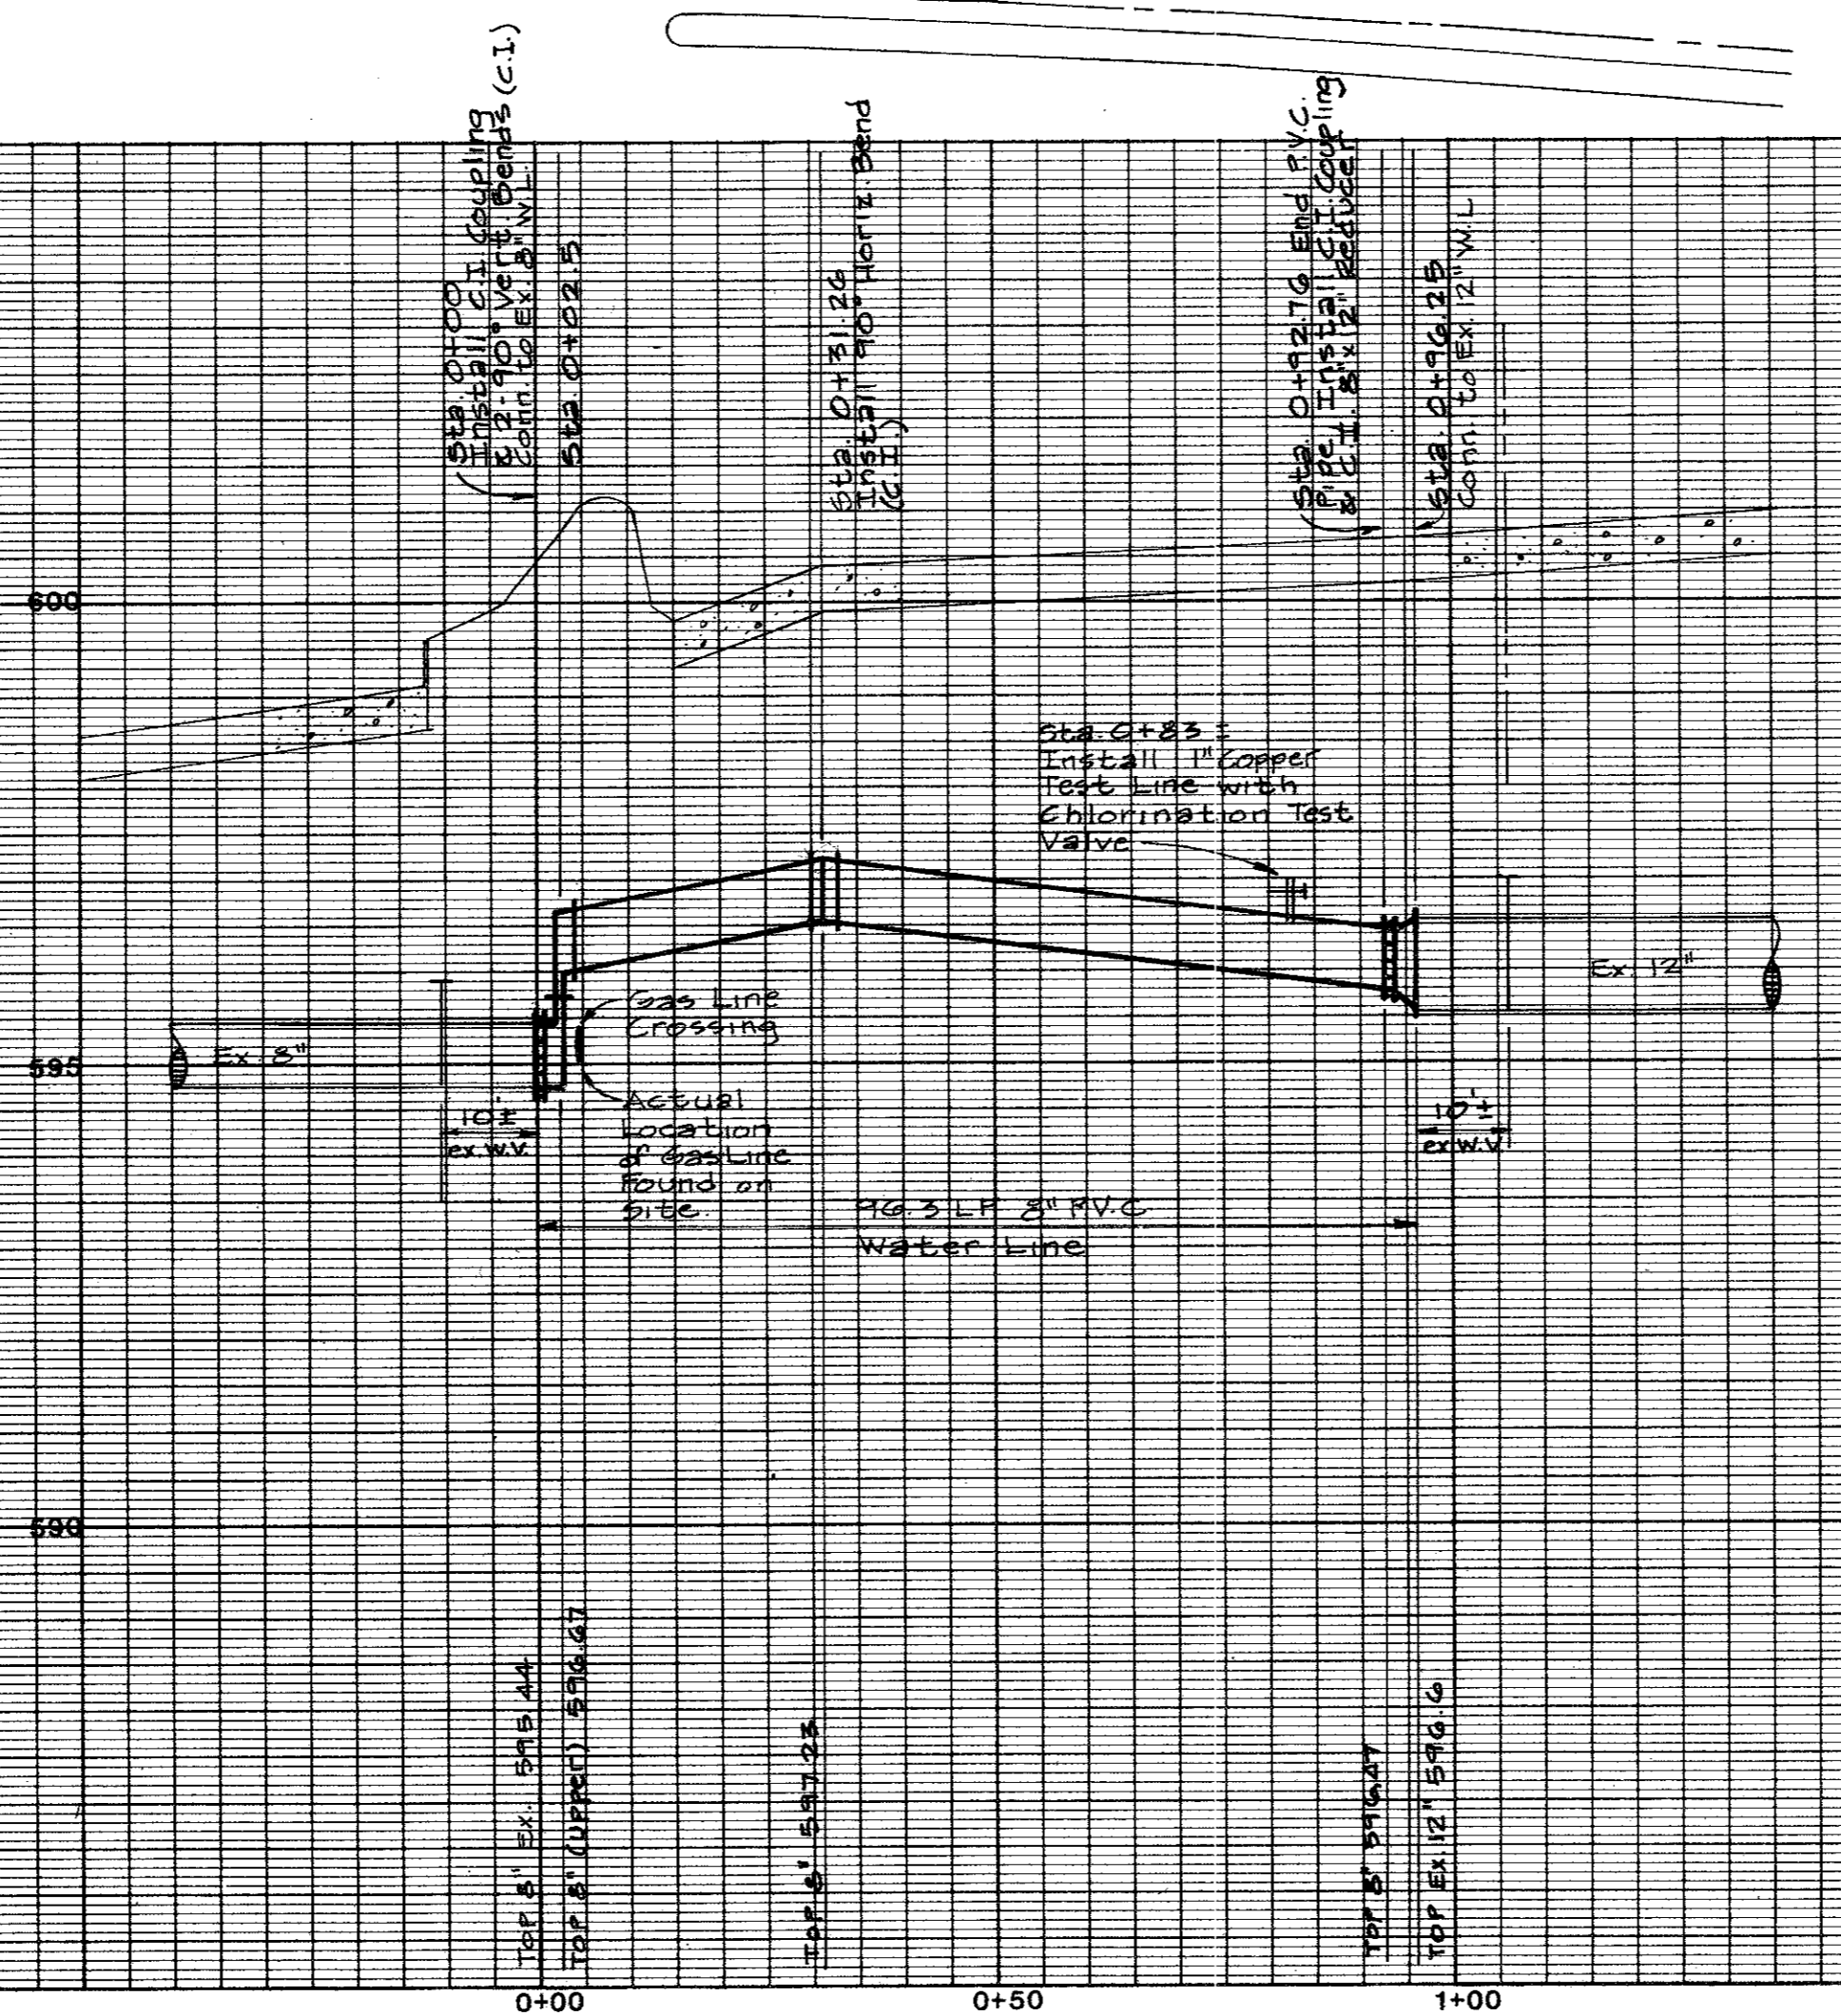 Sta. 0+00
Install C.I. Coupling
& 2-90° Vert. Bends (C.I.)
Conn. to Ex. 8" W.L.
Sta. 0+02.5
Sta. 0+31.26
Install 90° Horiz. Bend
(C.I.)
Sta. 0+92.76 End P.V.C.
Pipe, Install C.I. Coupling
& C.I. 8"x12" Reducer
Sta. 0+96.25
Conn. to Ex. 12" W.L
600
Sta. 0+83 ±
Install 1" Copper
Test Line with
Chlorination Test
Valve
Gas Line
Crossing
Ex. 8"
Ex. 12"
595
Actual
Location
of Gas Line
Found on
Site.
10'±
ex. W.V.
10'±
ex W.V.
96.3 LF 8" P.V.C
Water Line
590
TOP 8" EX. 595.44
TOP 8" (UPPER) 596.67
TOP 8" 597.23
TOP 8" 596.47
TOP EX. 12" 596.6
0+00
0+50
1+00